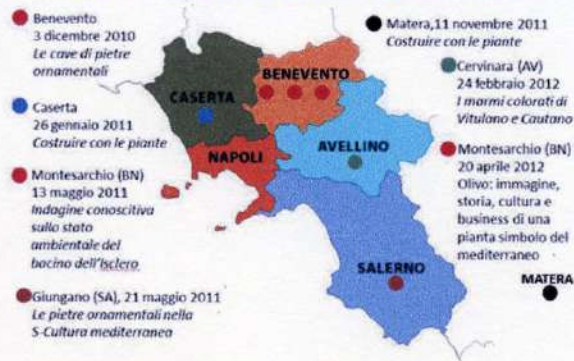 Benevento
3 dicembre 2010
Le cave di pietre
ornamentali
Caserta
26 gennaio 2011
Costruire con le piante
Montesarchio (BN)
13 maggio 2011
Indagine conoscitiva
sullo stato
ambientale del
bacino dell'Isclero
Giungano (SA), 21 maggio 2011
Le pietre ornamentali nella
S-Cultura mediterranea
BENEVENTO
CASERTA
NAPOLI
AVELLINO
SALERNO
Matera,11 novembre 2011
Costruire con le piante
Cervinara (AV)
24 febbraio 2012
I marmi colorati di
Vitulano e Cautano
Montesarchio (BN)
20 aprile 2012
Olivo: immagine,
storia, cultura e
business di una
pianta simbolo del
mediterraneo
MATERA